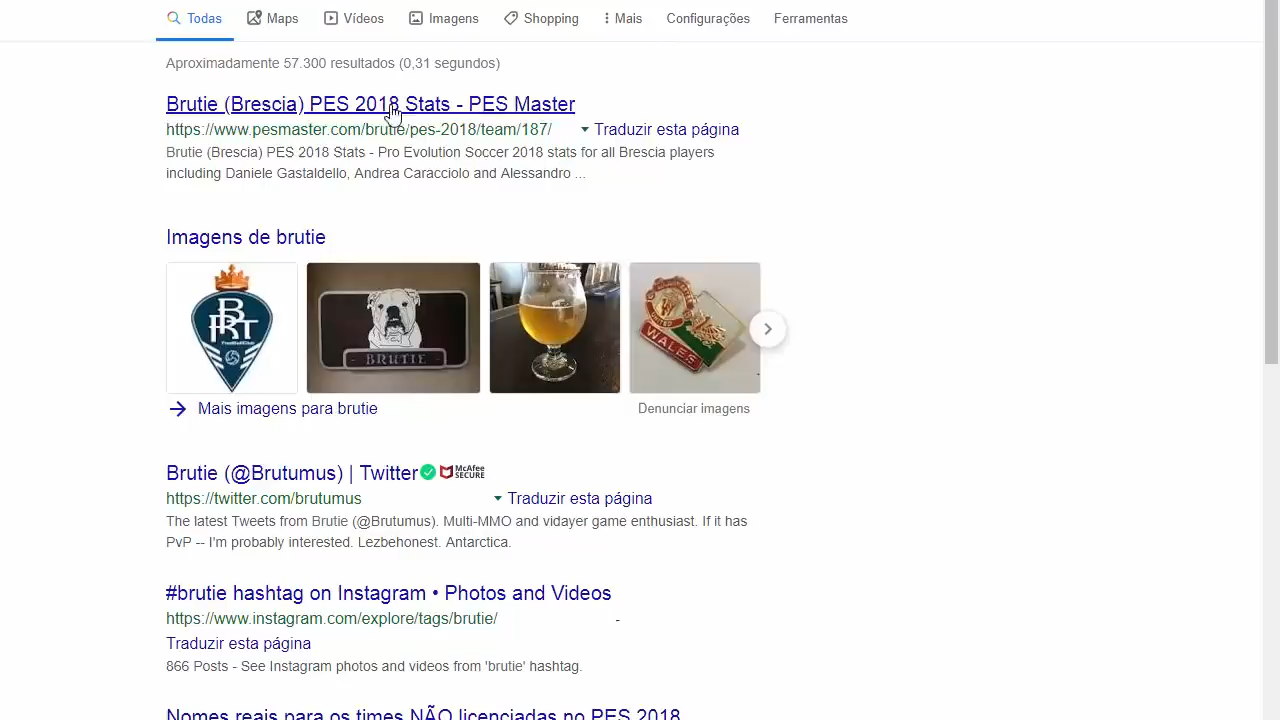 Todas Maps Vídeos Imagens Shopping Mais Configurações Ferramentas
Aproximadamente 57.300 resultados (0,31 segundos)
Brutie (Brescia) PES 2018 Stats - PES Master
https://www.pesmaster.com/brutie/pes-2018/team/187/ Traduzir esta página
Brutie (Brescia) PES 2018 Stats - Pro Evolution Soccer 2018 stats for all Brescia players
including Daniele Gastaldello, Andrea Caracciolo and Alessandro ...
Imagens de brutie
BRT
BRUTIE
WALES
Mais imagens para brutie
Denunciar imagens
Brutie (@Brutumus) | Twitter McAfee SECURE
https://twitter.com/brutumus Traduzir esta página
The latest Tweets from Brutie (@Brutumus). Multi-MMO and vidayer game enthusiast. If it has
PvP -- I'm probably interested. Lezbehonest. Antarctica.
#brutie hashtag on Instagram • Photos and Videos
https://www.instagram.com/explore/tags/brutie/ -
Traduzir esta página
866 Posts - See Instagram photos and videos from 'brutie' hashtag.
Nomes reais para os times NÃO licenciadas no PES 2018